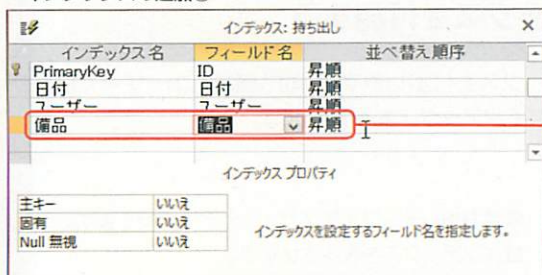 インデックス: 持ち出し
インデックス名 フィールド名 並べ替え順序
PrimaryKey ID 昇順
日付 日付 昇順
ユーザー ユーザー 昇順
備品 備品 昇順
インデックス プロパティ
主キー いいえ
固有 いいえ
Null 無視 いいえ
インデックスを設定するフィールド名を指定します。